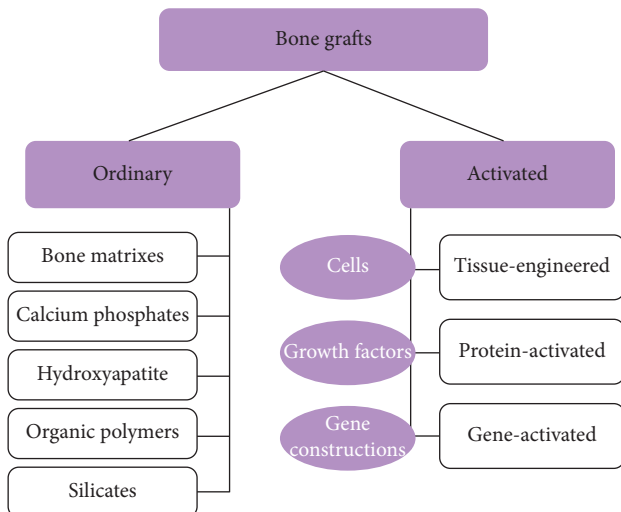 Bone grafts
Ordinary
Activated
Bone matrixes
Calcium phosphates
Hydroxyapatite
Organic polymers
Silicates
Cells
Tissue-engineered
Growth factors
Protein-activated
Gene
constructions
Gene-activated